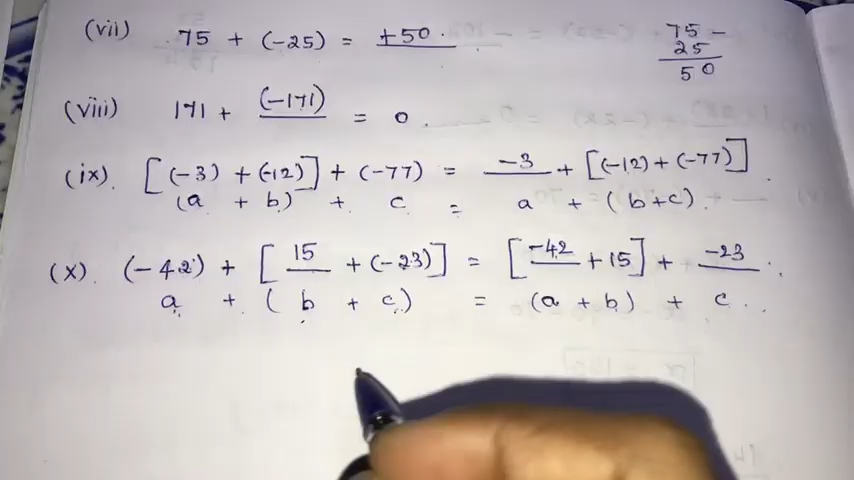 (vii) 75 + (-25) = +50.
75 -
25
50
(viii) 171 + (-171) = 0
(ix). [(-3) + (-12)] + (-77) = -3 + [(-12) + (-77)].
(a + b) + c = a + (b+c).
(x). (-42) + [15 + (-23)] = [-42 + 15] + -23.
a + (b + c) = (a + b) + c..